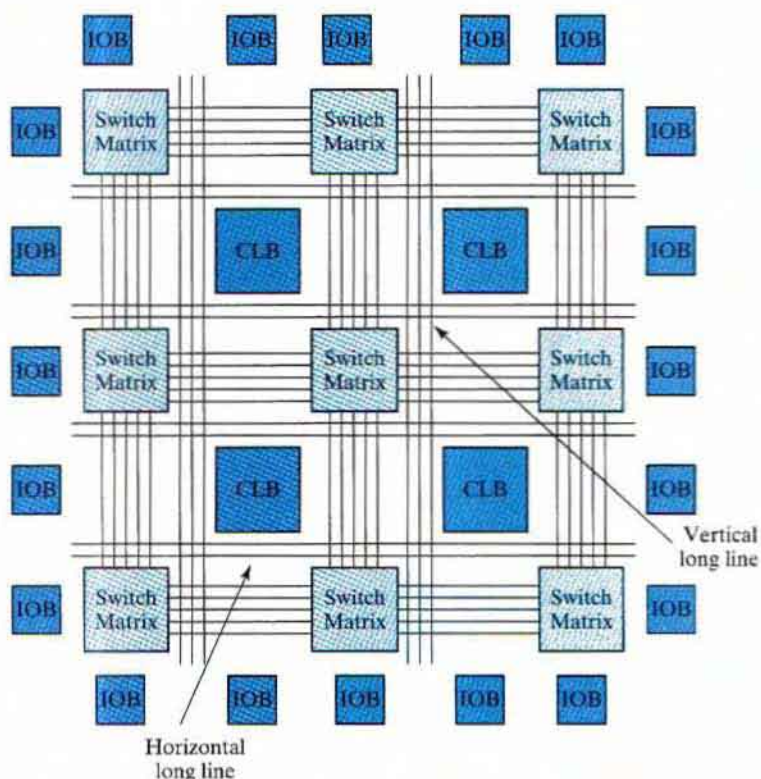 IOB IOB IOB IOB IOB
IOB Switch Matrix Switch Matrix Switch Matrix IOB
IOB CLB CLB IOB
IOB Switch Matrix Switch Matrix Switch Matrix IOB
IOB CLB CLB IOB
Vertical
long line
IOB Switch Matrix Switch Matrix Switch Matrix IOB
IOB IOB IOB IOB IOB
Horizontal
long line